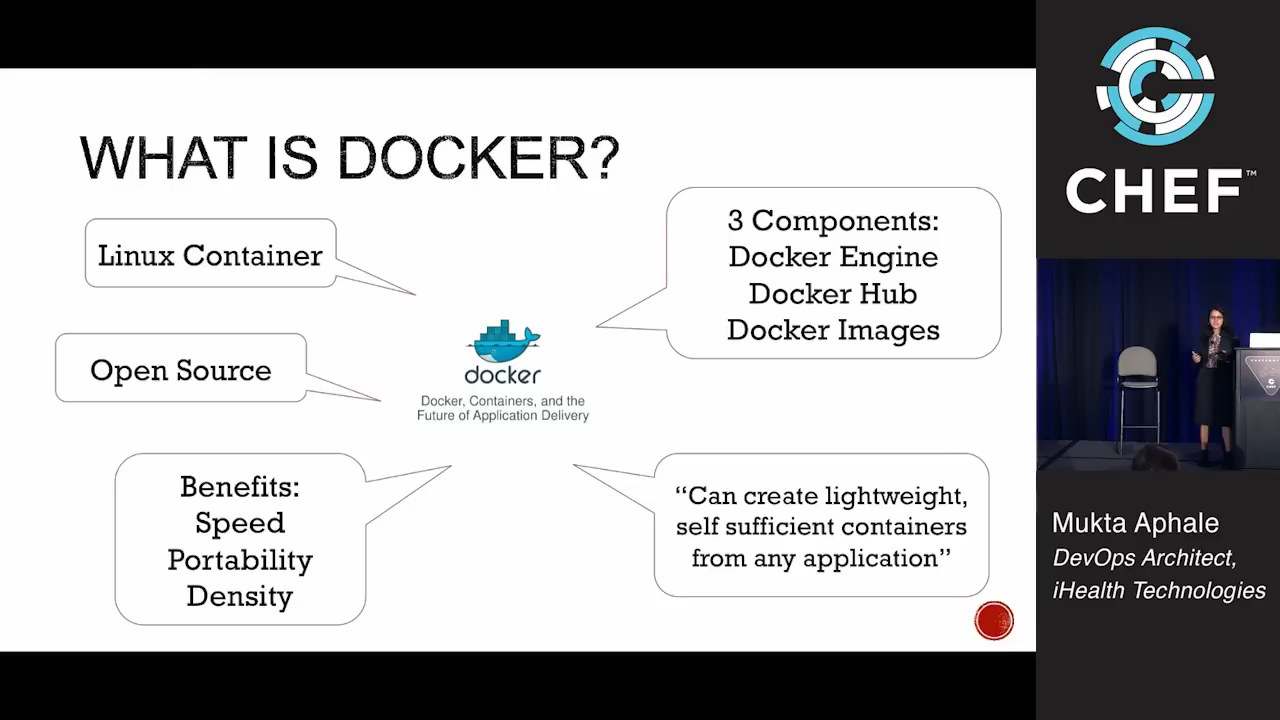 WHAT IS DOCKER?
Linux Container
Open Source
Benefits:
Speed
Portability
Density
docker
Docker, Containers, and the
Future of Application Delivery
3 Components:
Docker Engine
Docker Hub
Docker Images
“Can create lightweight,
self sufficient containers
from any application”
CHEF™
Mukta Aphale
DevOps Architect,
iHealth Technologies